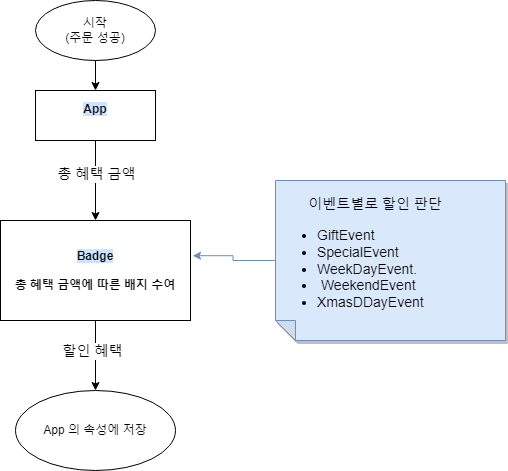 시작
(주문 성공)
App
총 혜택 금액
Badge
총 혜택 금액에 따른 배지 수여
할인 혜택
App 의 속성에 저장
이벤트별로 할인 판단
GiftEvent
SpecialEvent
WeekDayEvent.
WeekendEvent
XmasDDayEvent